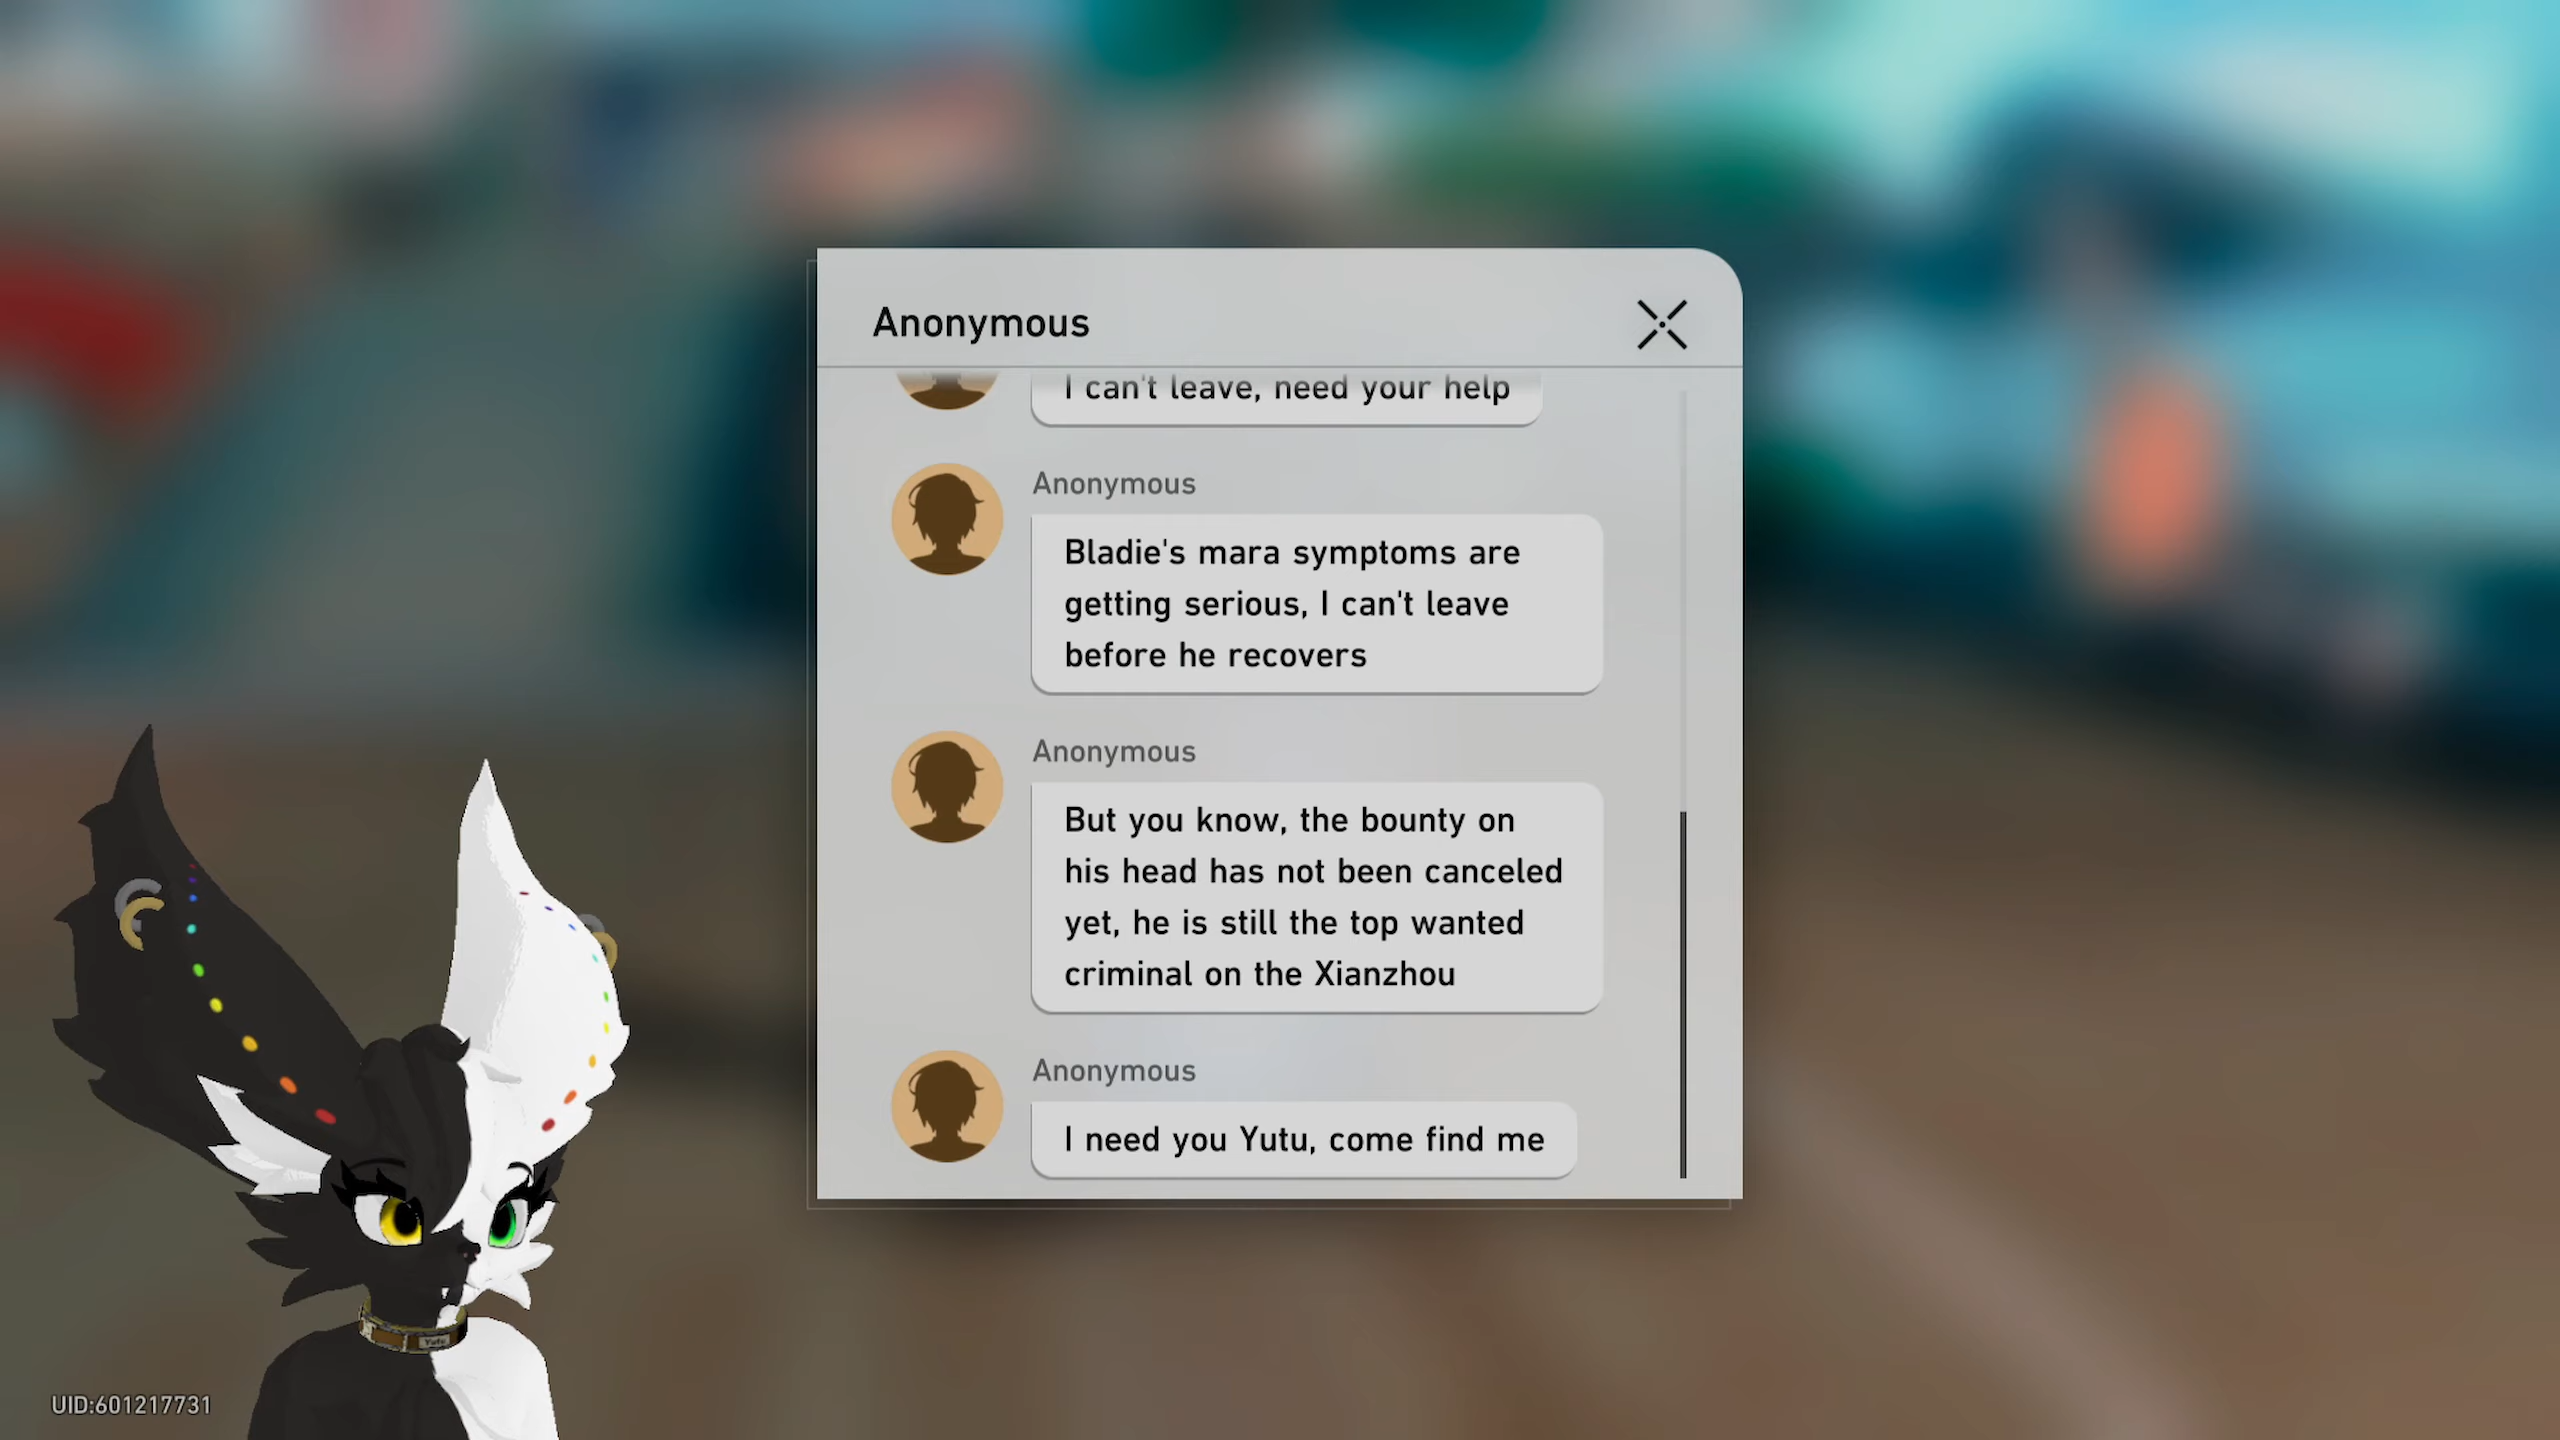 Anonymous
I can't leave, need your help
Anonymous
Bladie's mara symptoms are
getting serious, I can't leave
before he recovers
Anonymous
But you know, the bounty on
his head has not been canceled
yet, he is still the top wanted
criminal on the Xianzhou
Anonymous
I need you Yutu, come find me
Yutu
UID:601217731